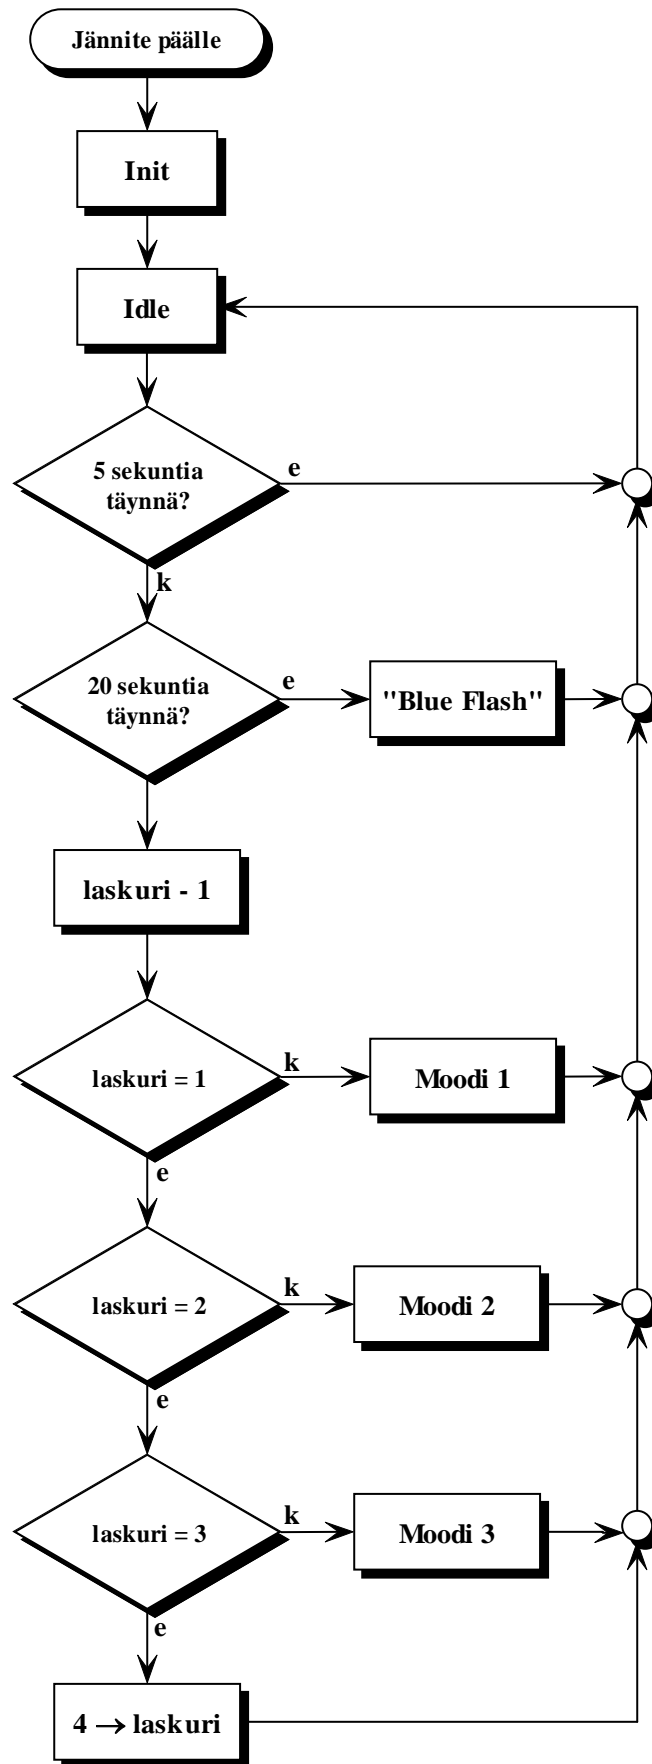 Jännite päälle
Init
Idle
5 sekuntia
täynnä?
e
k
20 sekuntia
täynnä?
e
"Blue Flash"
laskuri - 1
laskuri = 1
k
Moodi 1
e
laskuri = 2
k
Moodi 2
e
laskuri = 3
k
Moodi 3
e
4 → laskuri